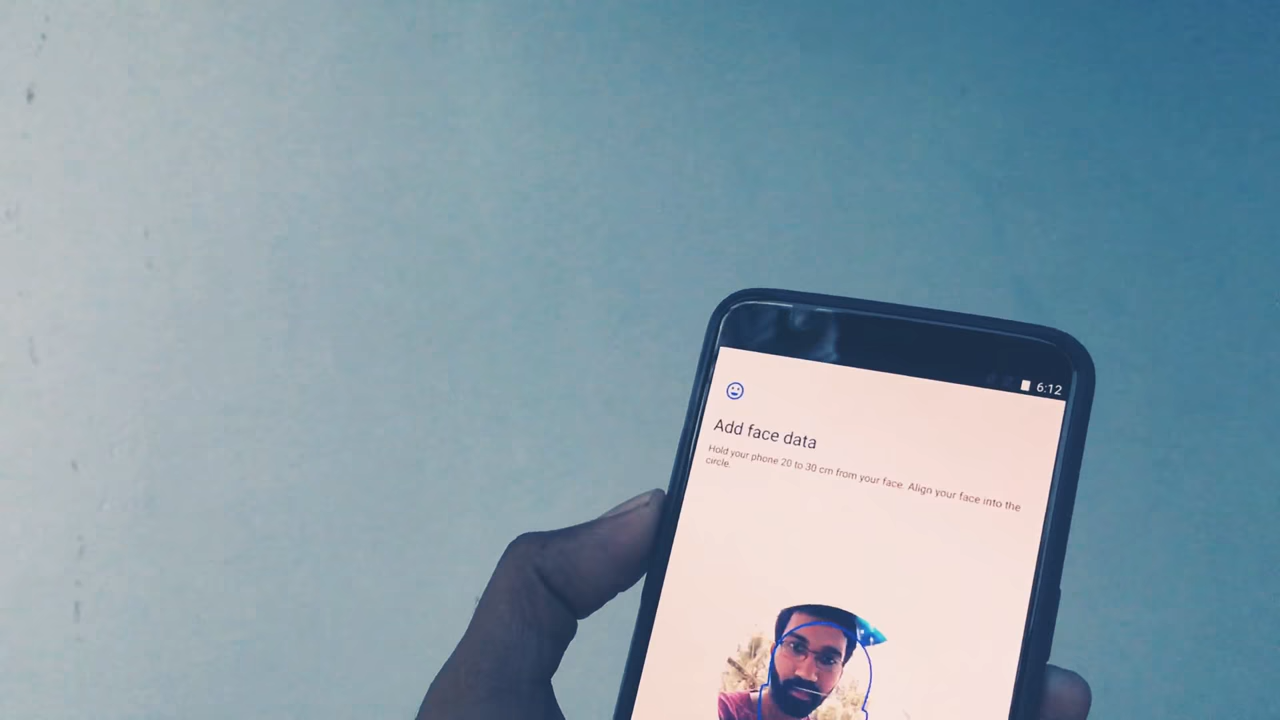 6:12
Add face data
Hold your phone 20 to 30 cm from your face. Align your face into the
circle.